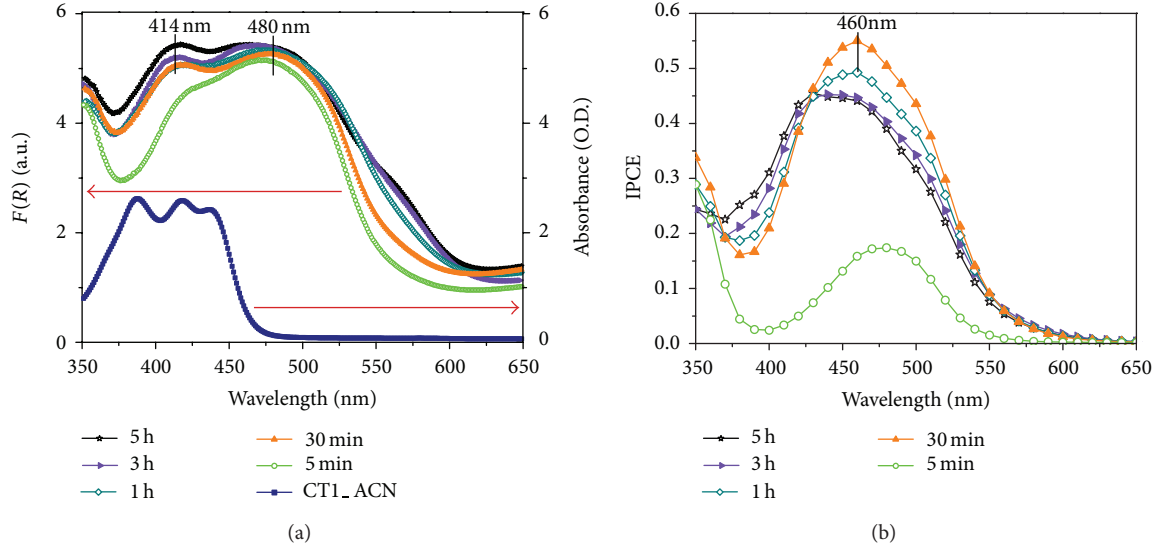 414 nm
480 nm
6
4
2
0
F(R) (a.u.)
6
4
2
0
Absorbance (O.D.)
350 400 450 500 550 600 650
Wavelength (nm)
5 h
3 h
1 h
30 min
5 min
CT1_ACN
(a)
460nm
0.6
0.5
0.4
0.3
0.2
0.1
0.0
IPCE
350 400 450 500 550 600 650
Wavelength (nm)
5 h
3 h
1 h
30 min
5 min
(b)